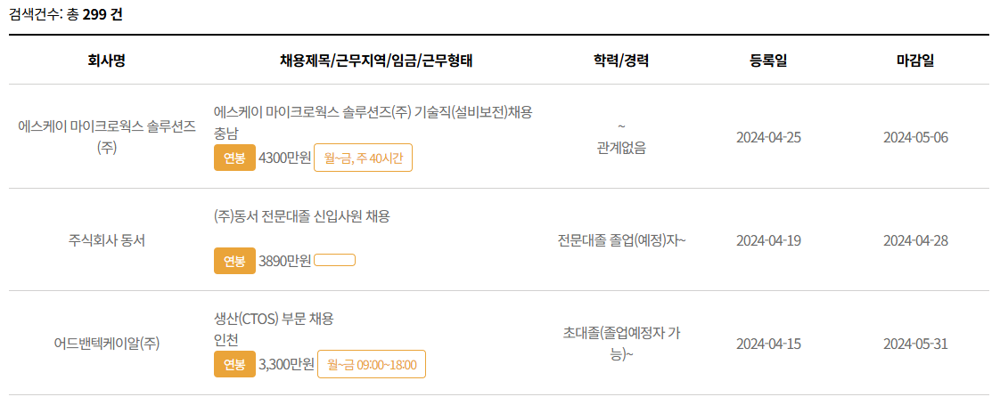 검색건수: 총 299 건
회사명 채용제목/근무지역/임금/근무형태 학력/경력 등록일 마감일
에스케이 마이크로웍스 솔루션즈
(주)
에스케이 마이크로웍스 솔루션즈(주) 기술직(설비보전)채용
충남
연봉 4300만원 월~금, 주 40시간
~
관계없음
2024-04-25
2024-05-06
주식회사 동서
(주)동서 전문대졸 신입사원 채용
연봉 3890만원
전문대졸 졸업(예정)자~
2024-04-19
2024-04-28
어드밴텍케이알(주)
생산(CTOS) 부문 채용
인천
연봉 3,300만원 월~금 09:00~18:00
초대졸(졸업예정자 가
능)~
2024-04-15
2024-05-31